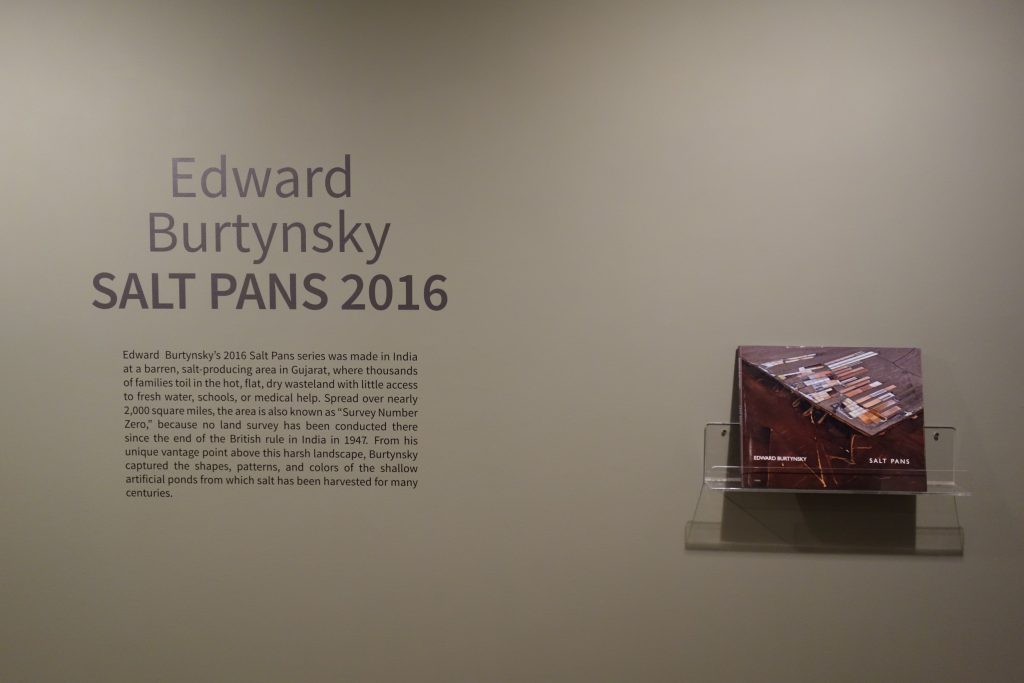 Edward
Burtynsky
SALT PANS 2016
Edward Burtynsky's 2016 Salt Pans series was made in India
at a barren, salt-producing area in Gujarat, where thousands
of families toil in the hot, flat, dry wasteland with little access
to fresh water, schools, or medical help. Spread over nearly
2,000 square miles, the area is also known as “Survey Number
Zero,” because no land survey has been conducted there
since the end of the British rule in India in 1947. From his
unique vantage point above this harsh landscape, Burtynsky
captured the shapes, patterns, and colors of the shallow
artificial ponds from which salt has been harvested for many
centuries.
EDWARD BURTYNSKY
SALT PANS